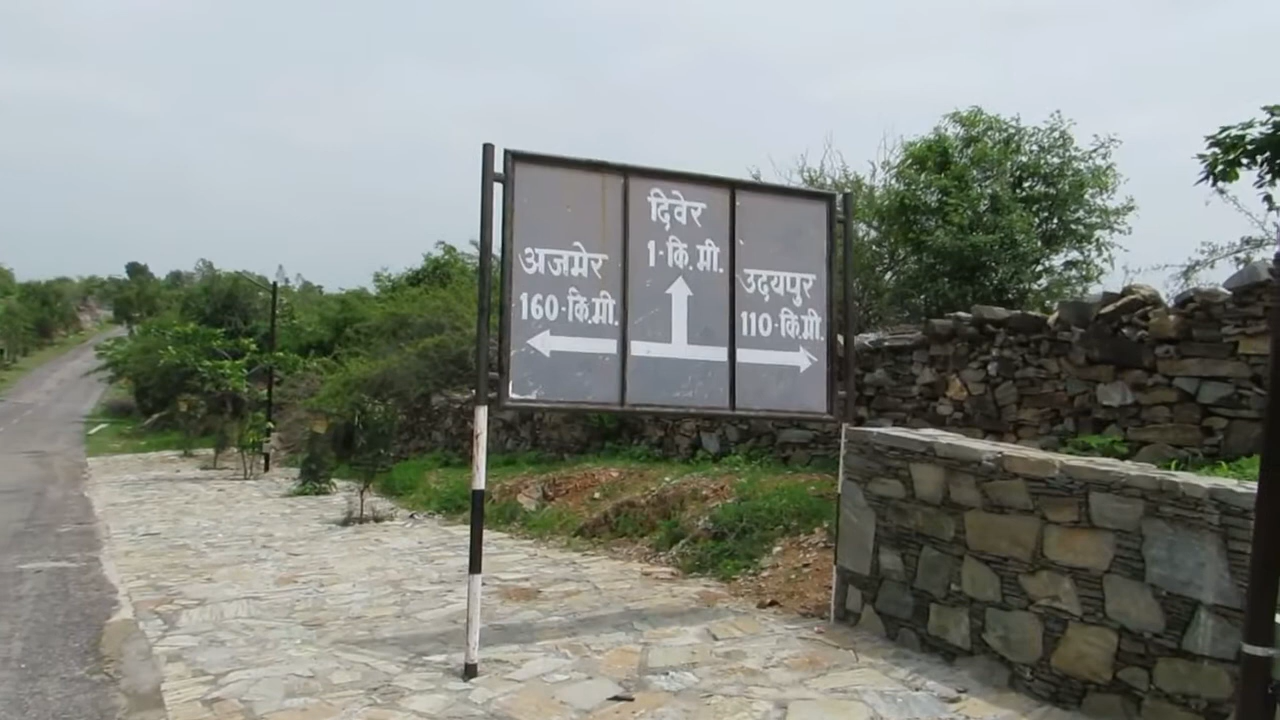 अजमेर
160·कि.मी.
दिवेर
1·कि.मी.
उदयपुर
110·कि.मी.